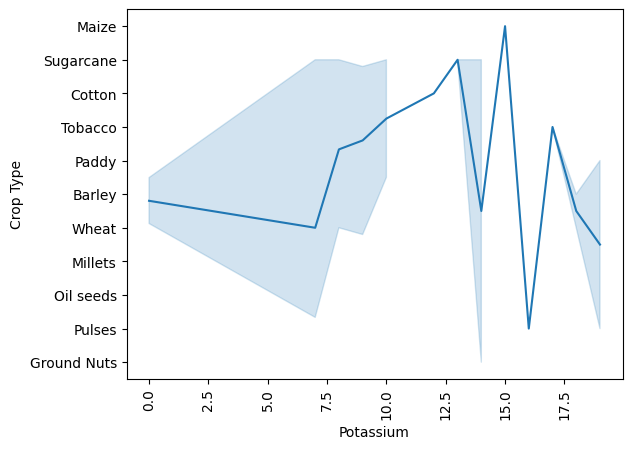 Maize
Sugarcane
Cotton
Tobacco
Paddy
Barley
Wheat
Millets
Oil seeds
Pulses
Ground Nuts
Crop Type
0.0
2.5
5.0
7.5
10.0
12.5
15.0
17.5
Potassium